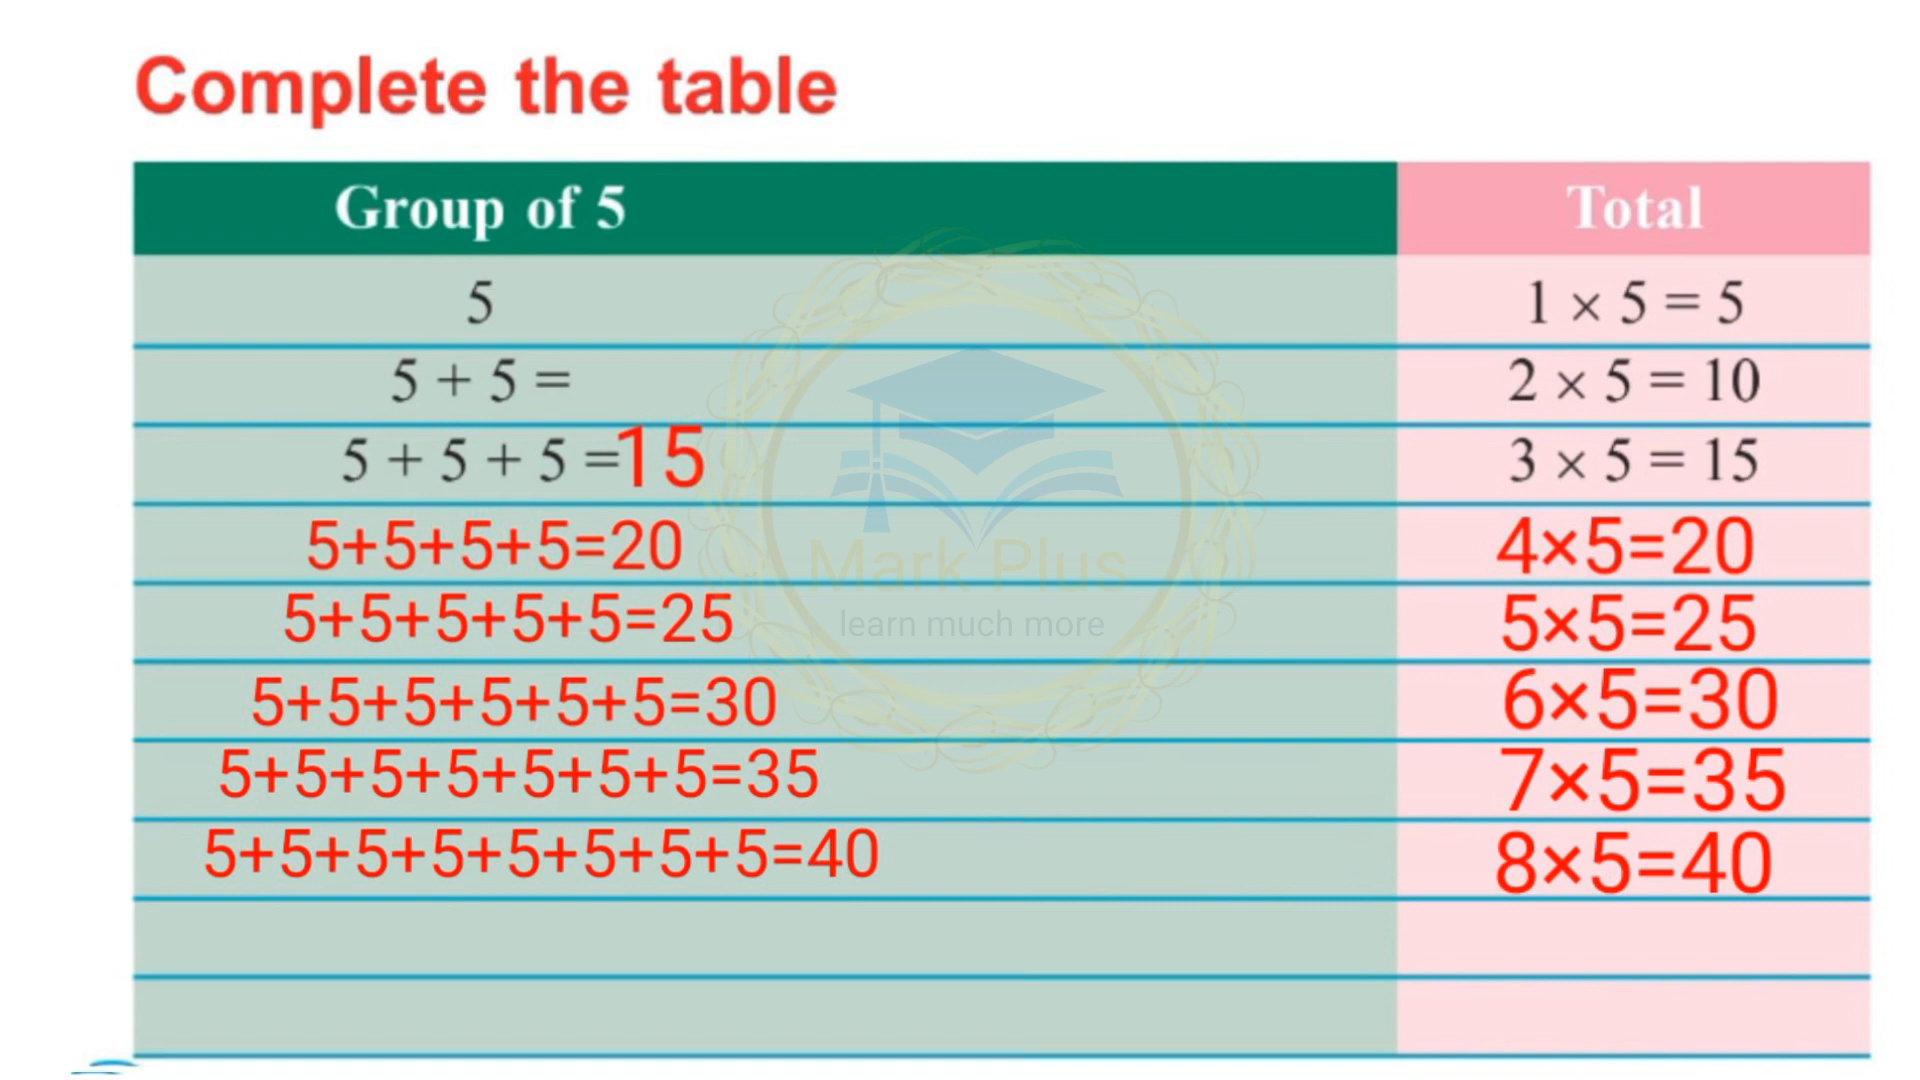 Complete the table
Group of 5 Total
5 1 × 5 = 5
5 + 5 = 2 × 5 = 10
5 + 5 + 5 =15 3 × 5 = 15
5+5+5+5=20 4×5=20
5+5+5+5+5=25 5×5=25
5+5+5+5+5+5=30 6×5=30
5+5+5+5+5+5+5=35 7×5=35
5+5+5+5+5+5+5+5=40 8×5=40
Mark Plus
learn much more